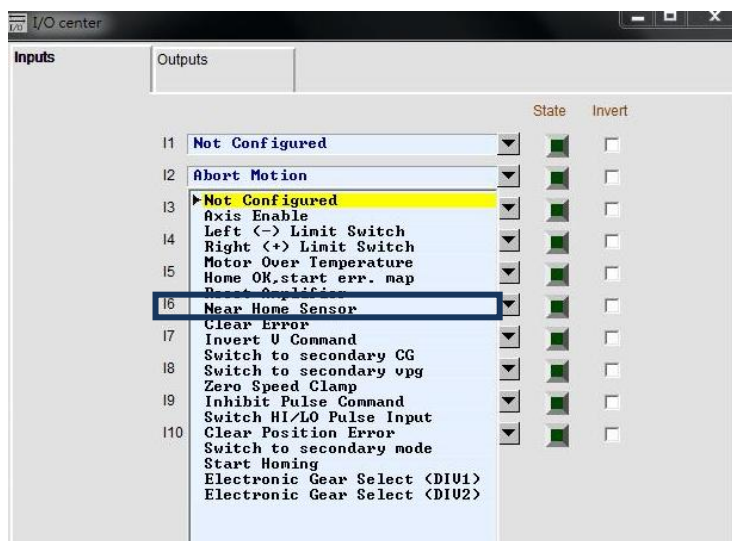 I/O I/O center
Inputs Outputs
State Invert
I1 Not Configured
I2 Abort Motion
I3
I4
I5
I6
I7
I8
I9
I10
Not Configured
Axis Enable
Left (-) Limit Switch
Right (+) Limit Switch
Motor Over Temperature
Home OK,start err. map
Reset Amplifier
Near Home Sensor
Clear Error
Invert V Command
Switch to secondary CG
Switch to secondary vpg
Zero Speed Clamp
Inhibit Pulse Command
Switch HI/LO Pulse Input
Clear Position Error
Switch to secondary mode
Start Homing
Electronic Gear Select (DIV1)
Electronic Gear Select (DIV2)